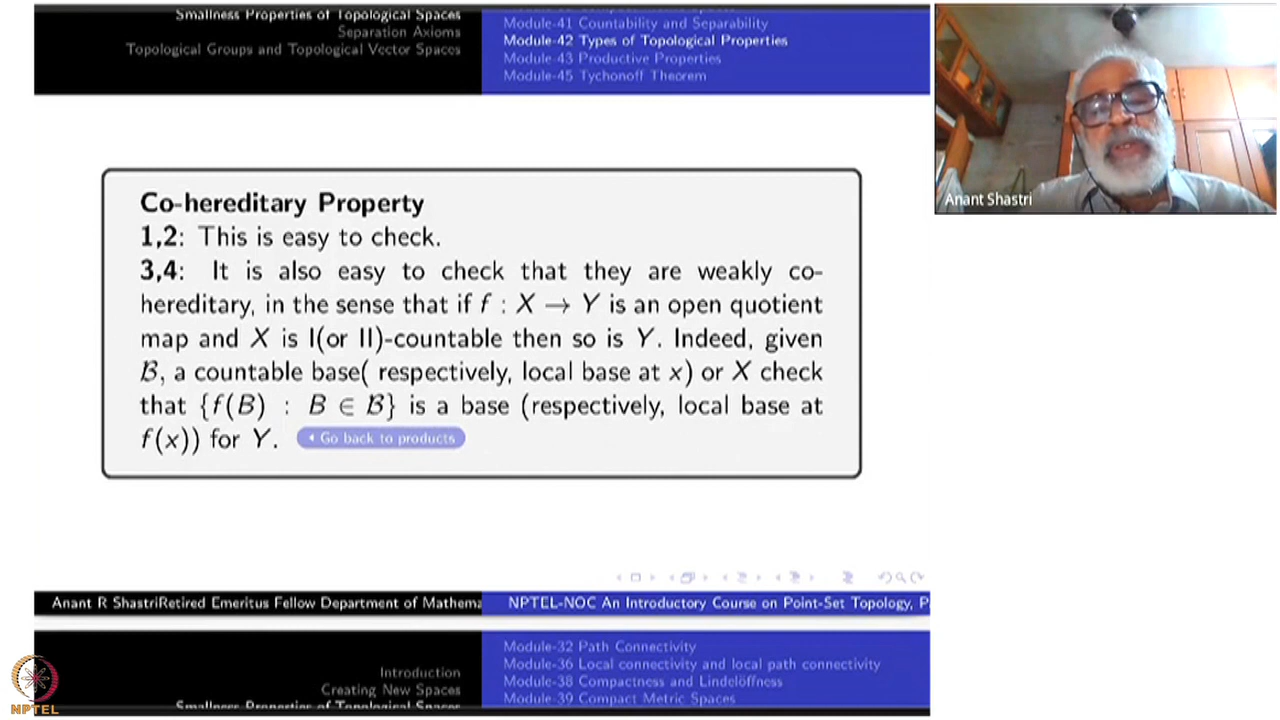 Smallness Properties of Topological Spaces
Separation Axioms
Topological Groups and Topological Vector Spaces
Module-41 Countability and Separability
Module-42 Types of Topological Properties
Module-43 Productive Properties
Module-45 Tychonoff Theorem
Anant Shastri
Co-hereditary Property
1,2: This is easy to check.
3,4: It is also easy to check that they are weakly co-
hereditary, in the sense that if f : X → Y is an open quotient
map and X is I(or II)-countable then so is Y. Indeed, given
ℬ, a countable base( respectively, local base at x) or X check
that {f(B) : B ∈ ℬ} is a base (respectively, local base at
f(x)) for Y.
Go back to products
Anant R ShastriRetired Emeritus Fellow Department of Mathema
NPTEL-NOC An Introductory Course on Point-Set Topology, P
Introduction
Creating New Spaces
Smallness Properties of Topological Spaces
Module-32 Path Connectivity
Module-36 Local connectivity and local path connectivity
Module-38 Compactness and Lindelöffness
Module-39 Compact Metric Spaces
NPTEL